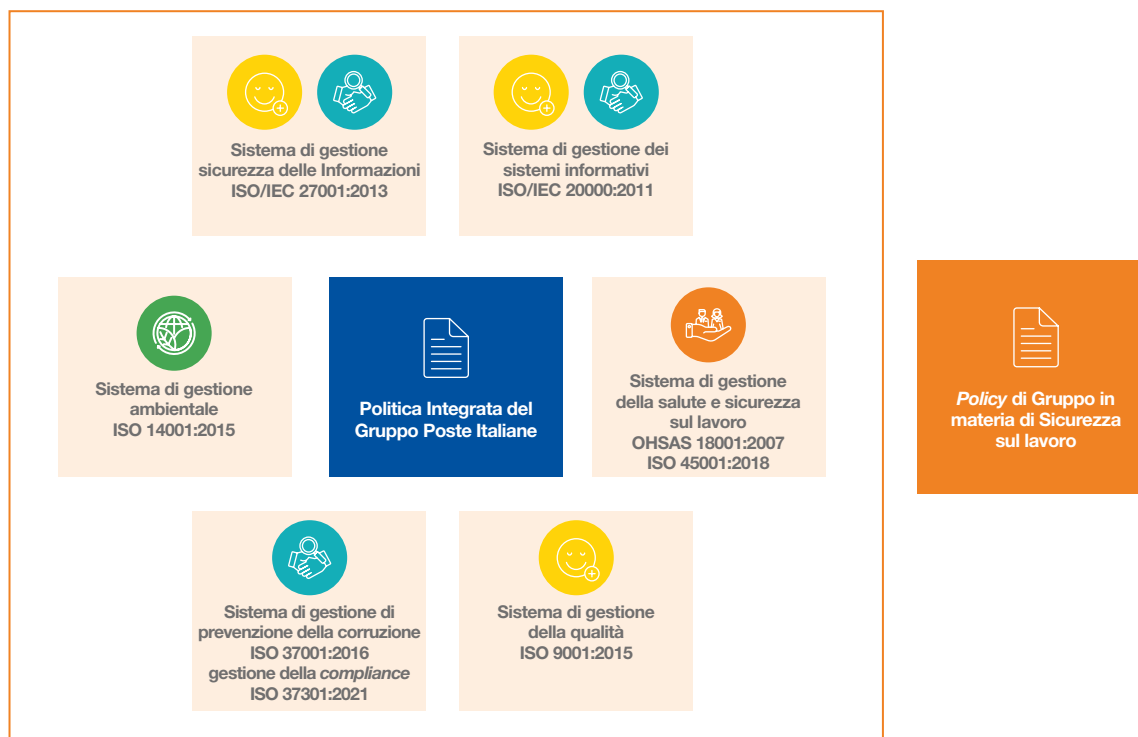 Sistema di gestione
sicurezza delle Informazioni
ISO/IEC 27001:2013
Sistema di gestione dei
sistemi informativi
ISO/IEC 20000:2011
Sistema di gestione
ambientale
ISO 14001:2015
Politica Integrata del
Gruppo Poste Italiane
Sistema di gestione
della salute e sicurezza
sul lavoro
OHSAS 18001:2007
ISO 45001:2018
Policy di Gruppo in
materia di Sicurezza
sul lavoro
Sistema di gestione di
prevenzione della corruzione
ISO 37001:2016
gestione della compliance
ISO 37301:2021
Sistema di gestione
della qualità
ISO 9001:2015